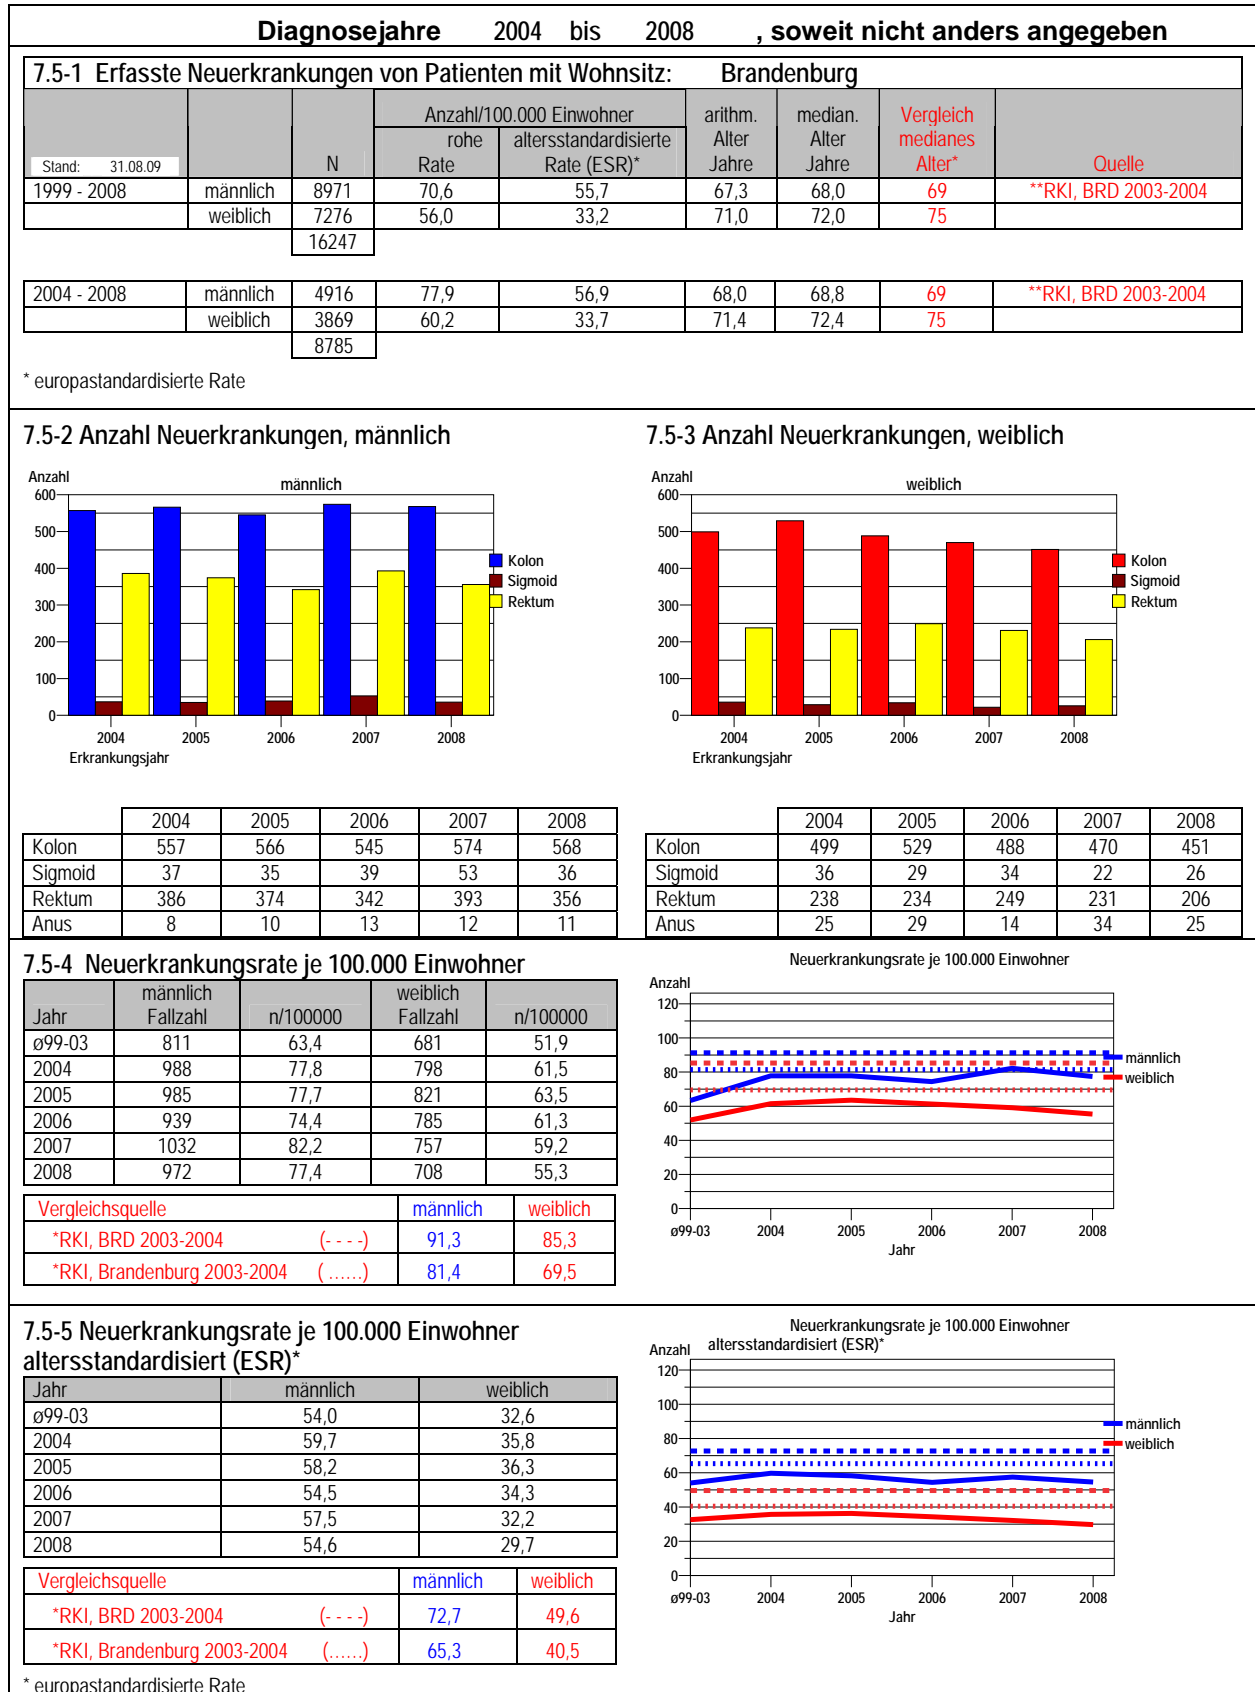 Diagnosejahre 2004 bis 2008 , soweit nicht anders angegeben
7.5-1 Erfasste Neuerkrankungen von Patienten mit Wohnsitz: Brandenburg
Anzahl/100.000 Einwohner arithm. median. Vergleich
rohe altersstandardisierte Alter Alter medianes
Stand: 31.08.09 N Rate Rate (ESR)* Jahre Jahre Alter* Quelle
1999 - 2008 männlich 8971 70,6 55,7 67,3 68,0 69 **RKI, BRD 2003-2004
weiblich 7276 56,0 33,2 71,0 72,0 75
16247
2004 - 2008 männlich 4916 77,9 56,9 68,0 68,8 69 **RKI, BRD 2003-2004
weiblich 3869 60,2 33,7 71,4 72,4 75
8785
* europastandardisierte Rate
7.5-2 Anzahl Neuerkrankungen, männlich
Anzahl
männlich
600
500
400
300
200
100
0
Kolon
Sigmoid
Rektum
2004 2005 2006 2007 2008
Erkrankungsjahr
2004 2005 2006 2007 2008
Kolon 557 566 545 574 568
Sigmoid 37 35 39 53 36
Rektum 386 374 342 393 356
Anus 8 10 13 12 11
7.5-3 Anzahl Neuerkrankungen, weiblich
Anzahl
weiblich
600
500
400
300
200
100
0
Kolon
Sigmoid
Rektum
2004 2005 2006 2007 2008
Erkrankungsjahr
2004 2005 2006 2007 2008
Kolon 499 529 488 470 451
Sigmoid 36 29 34 22 26
Rektum 238 234 249 231 206
Anus 25 29 14 34 25
7.5-4 Neuerkrankungsrate je 100.000 Einwohner
männlich weiblich
Jahr Fallzahl n/100000 Fallzahl n/100000
ø99-03 811 63,4 681 51,9
2004 988 77,8 798 61,5
2005 985 77,7 821 63,5
2006 939 74,4 785 61,3
2007 1032 82,2 757 59,2
2008 972 77,4 708 55,3
Vergleichsquelle männlich weiblich
*RKI, BRD 2003-2004 (- - - -) 91,3 85,3
*RKI, Brandenburg 2003-2004 ( ......) 81,4 69,5
Neuerkrankungsrate je 100.000 Einwohner
Anzahl
120
100
80
60
40
20
0
männlich
weiblich
ø99-03 2004 2005 2006 2007 2008
Jahr
7.5-5 Neuerkrankungsrate je 100.000 Einwohner
altersstandardisiert (ESR)*
Jahr männlich weiblich
ø99-03 54,0 32,6
2004 59,7 35,8
2005 58,2 36,3
2006 54,5 34,3
2007 57,5 32,2
2008 54,6 29,7
Vergleichsquelle männlich weiblich
*RKI, BRD 2003-2004 (- - - -) 72,7 49,6
*RKI, Brandenburg 2003-2004 (......) 65,3 40,5
* europastandardisierte Rate
Neuerkrankungsrate je 100.000 Einwohner
Anzahl altersstandardisiert (ESR)*
120
100
80
60
40
20
0
männlich
weiblich
ø99-03 2004 2005 2006 2007 2008
Jahr